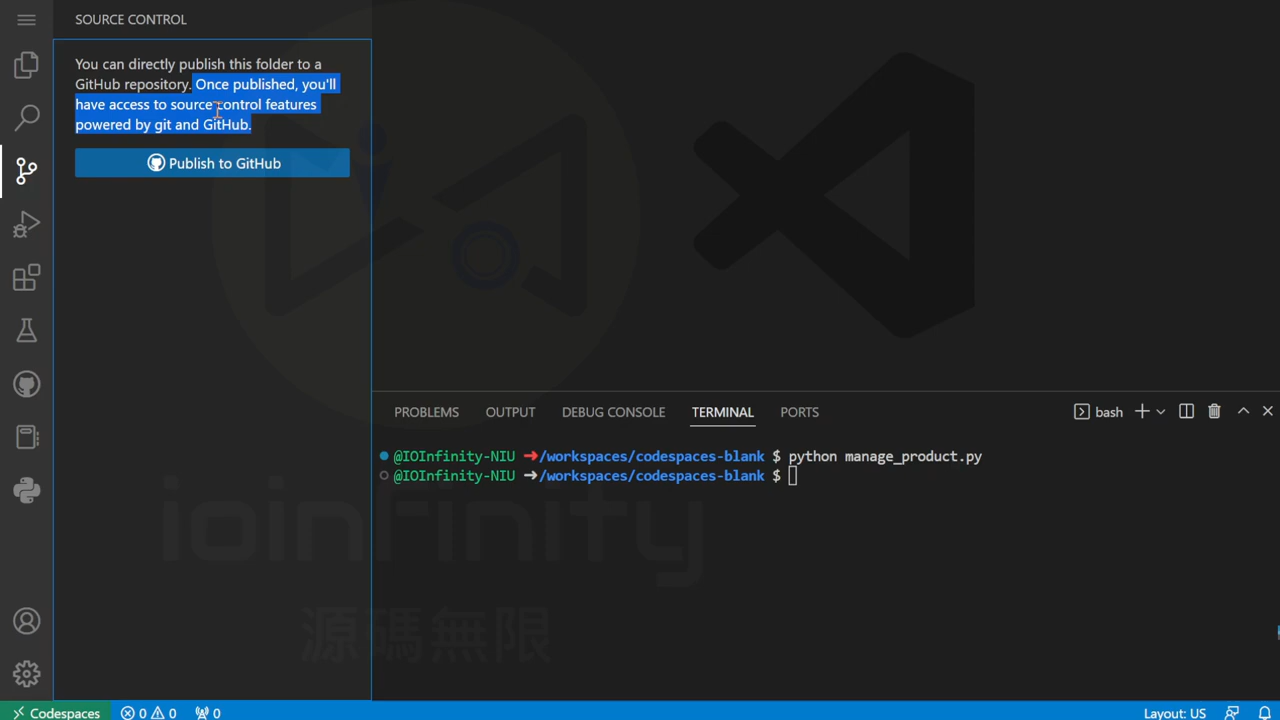 SOURCE CONTROL
You can directly publish this folder to a
GitHub repository. Once published, you'll
have access to source control features
powered by git and GitHub.
Publish to GitHub
PROBLEMS OUTPUT DEBUG CONSOLE TERMINAL PORTS bash
@IOInfinity-NIU ➜/workspaces/codespaces-blank $ python manage_product.py
@IOInfinity-NIU ➜/workspaces/codespaces-blank $
ioinfinity
源碼無限
Codespaces 0 0 0 Layout: US